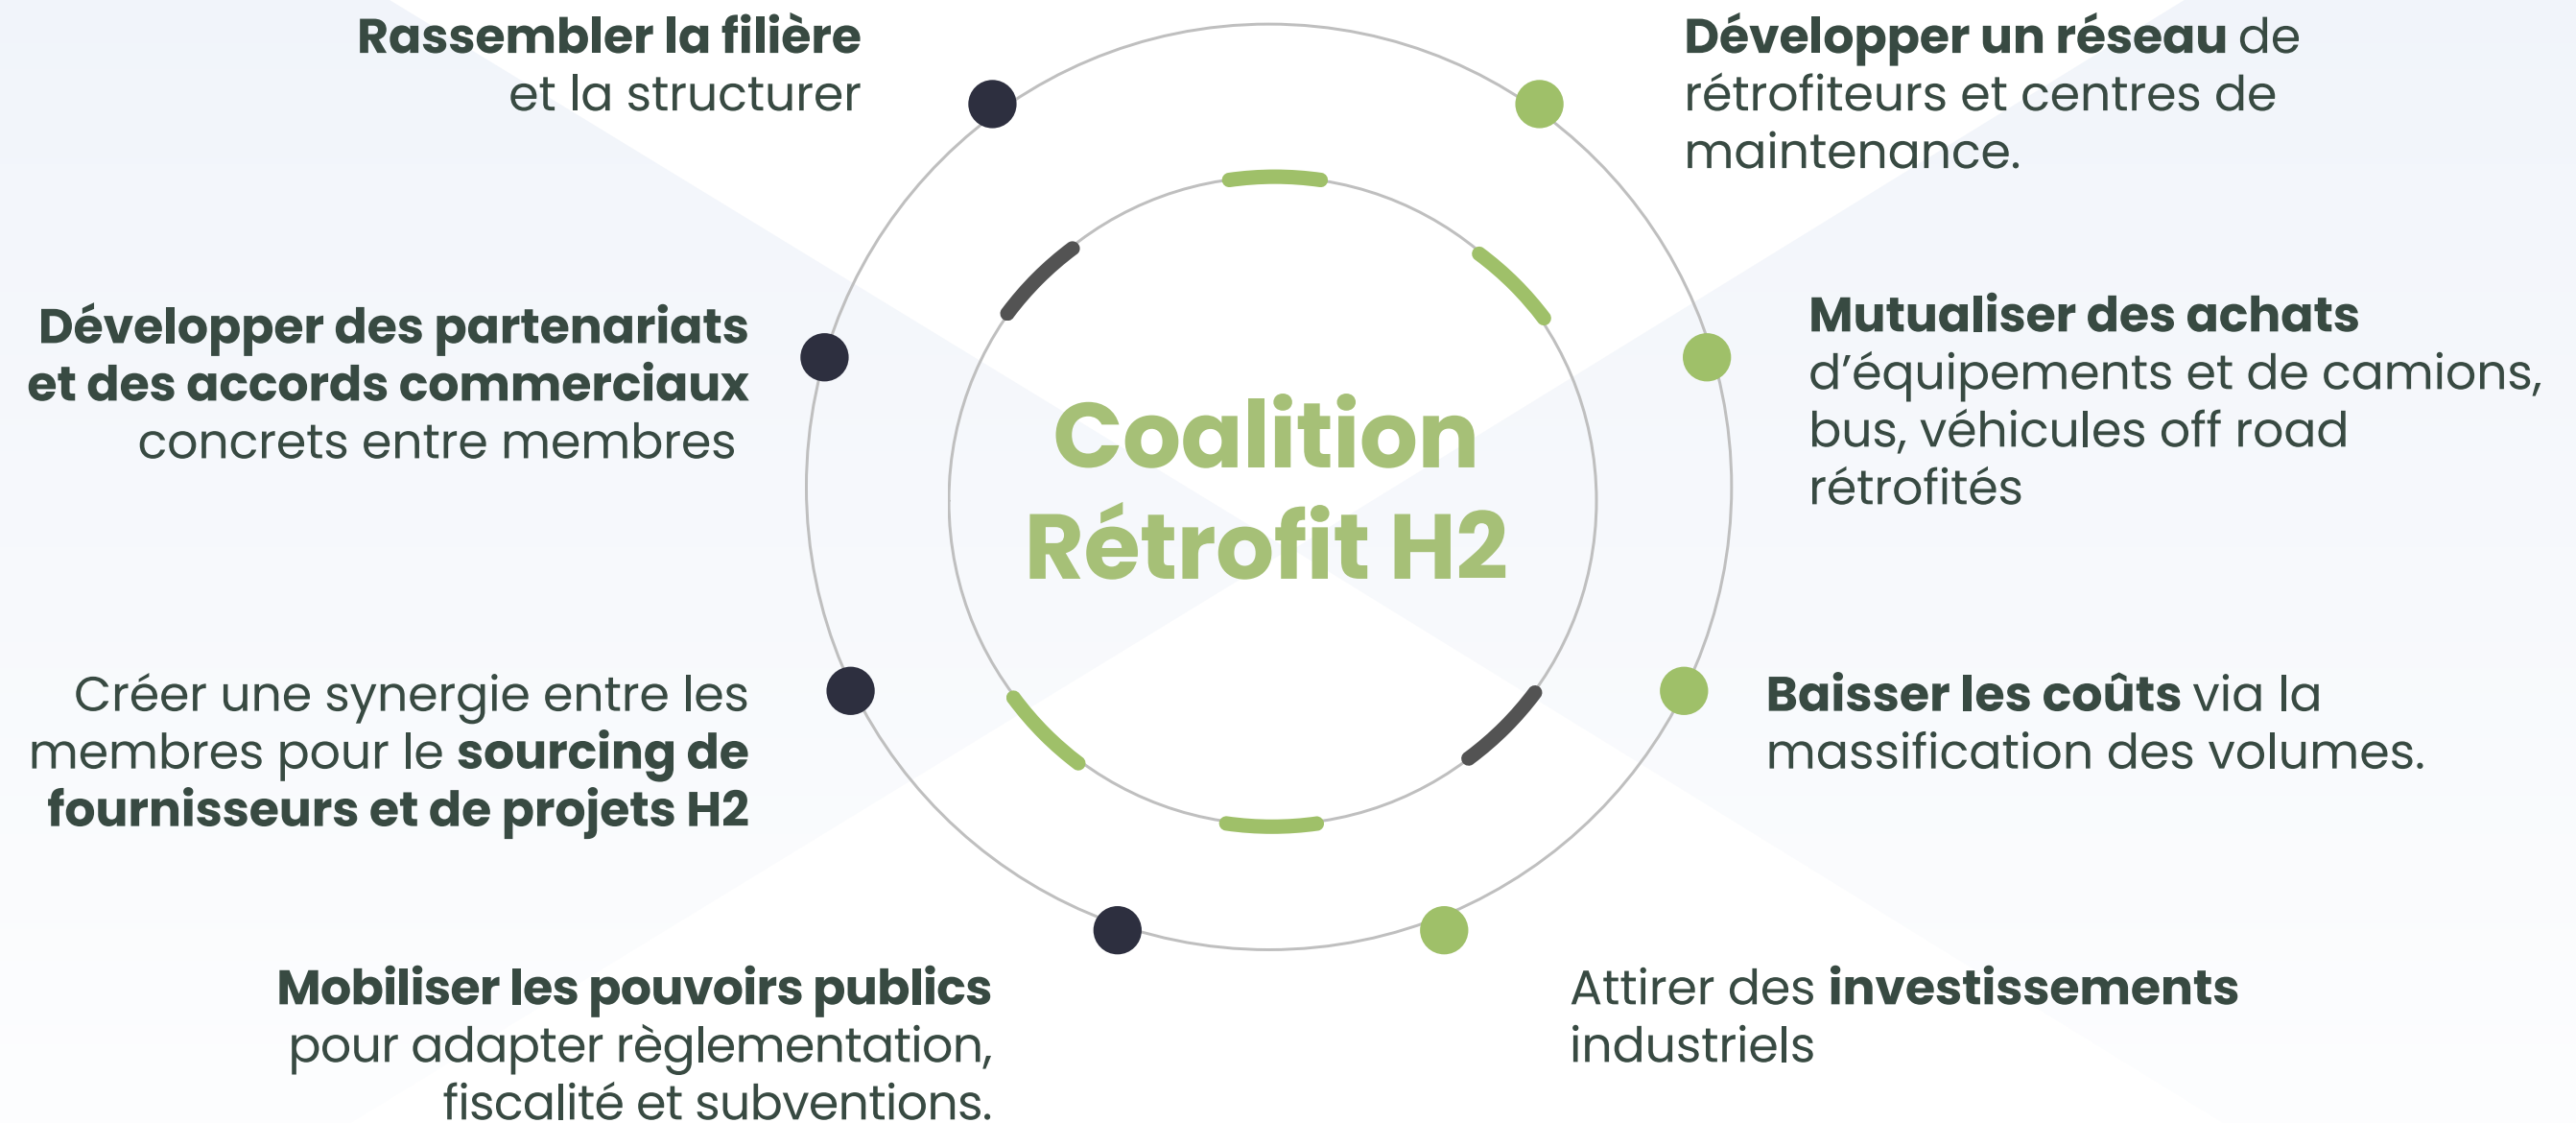 Rassembler la filière
et la structurer
Développer des partenariats
et des accords commerciaux
concrets entre membres
Créer une synergie entre les
membres pour le sourcing de
fournisseurs et de projets H2
Mobiliser les pouvoirs publics
pour adapter règlementation,
fiscalité et subventions.
Coalition
Rétrofit H2
Développer un réseau de
rétrofiteurs et centres de
maintenance.
Mutualiser des achats
d’équipements et de camions,
bus, véhicules off road
rétrofités
Baisser les coûts via la
massification des volumes.
Attirer des investissements
industriels